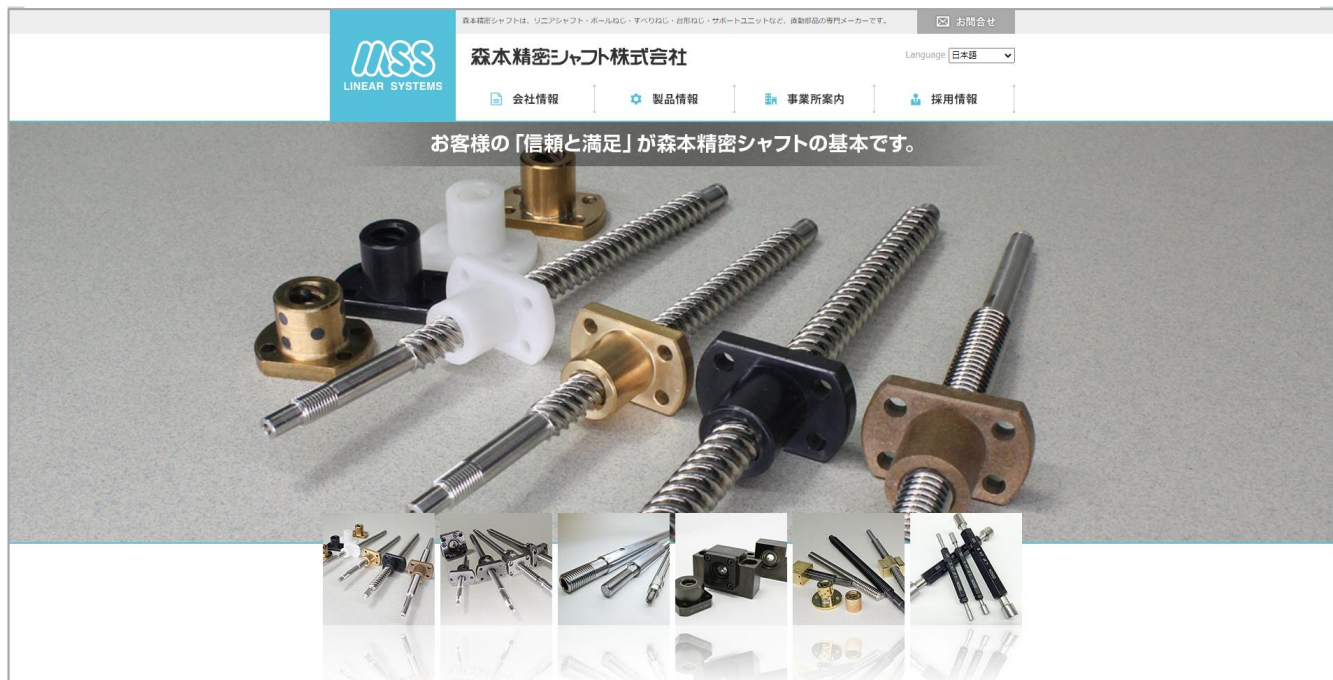 森本精密シャフトは、リニアシャフト・ボールねじ・すべりねじ・台形ねじ・サポートユニットなど、直動部品の専門メーカーです。
お問合せ
MSS
LINEAR SYSTEMS
森本精密シャフト株式会社
Language 日本語
会社情報
製品情報
事業所案内
採用情報
お客様の「信頼と満足」が森本精密シャフトの基本です。